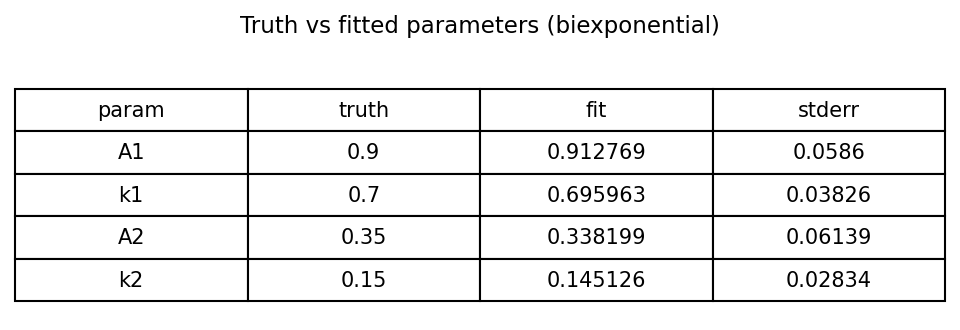 Truth vs fitted parameters (biexponential)
param truth fit stderr
A1 0.9 0.912769 0.0586
k1 0.7 0.695963 0.03826
A2 0.35 0.338199 0.06139
k2 0.15 0.145126 0.02834